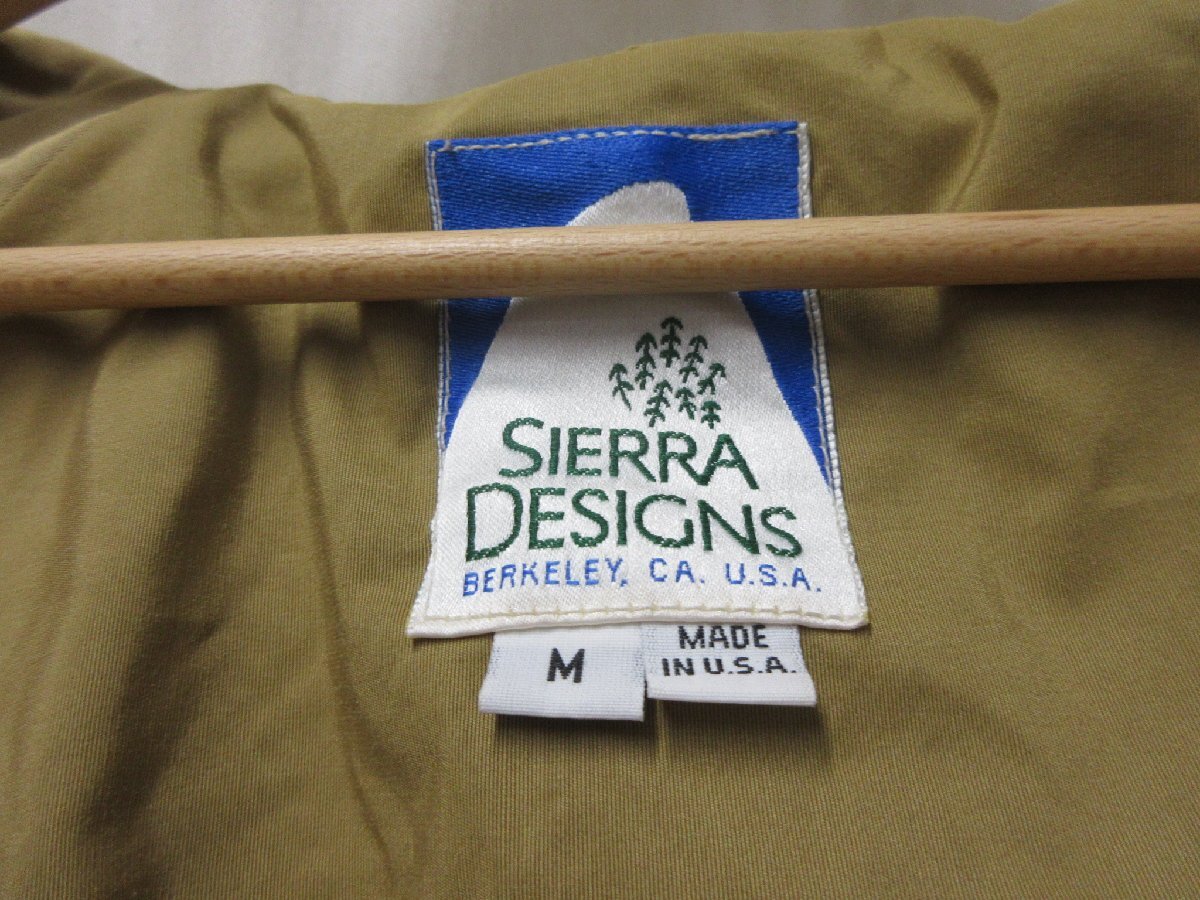 SIERRA
DESIGNS
BERKELEY, CA. U.S.A.
M
MADE
IN U.S.A.